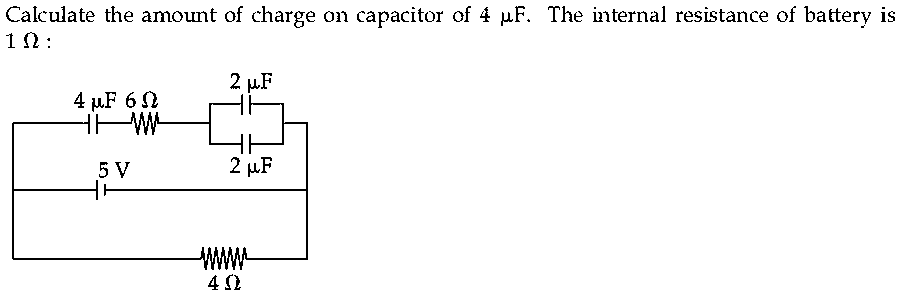 Calculate the amount of charge on capacitor of 4 μF. The internal resistance of battery is
1 Ω :
2 μF
4 μF 6 Ω
2 μF
5 V
4 Ω